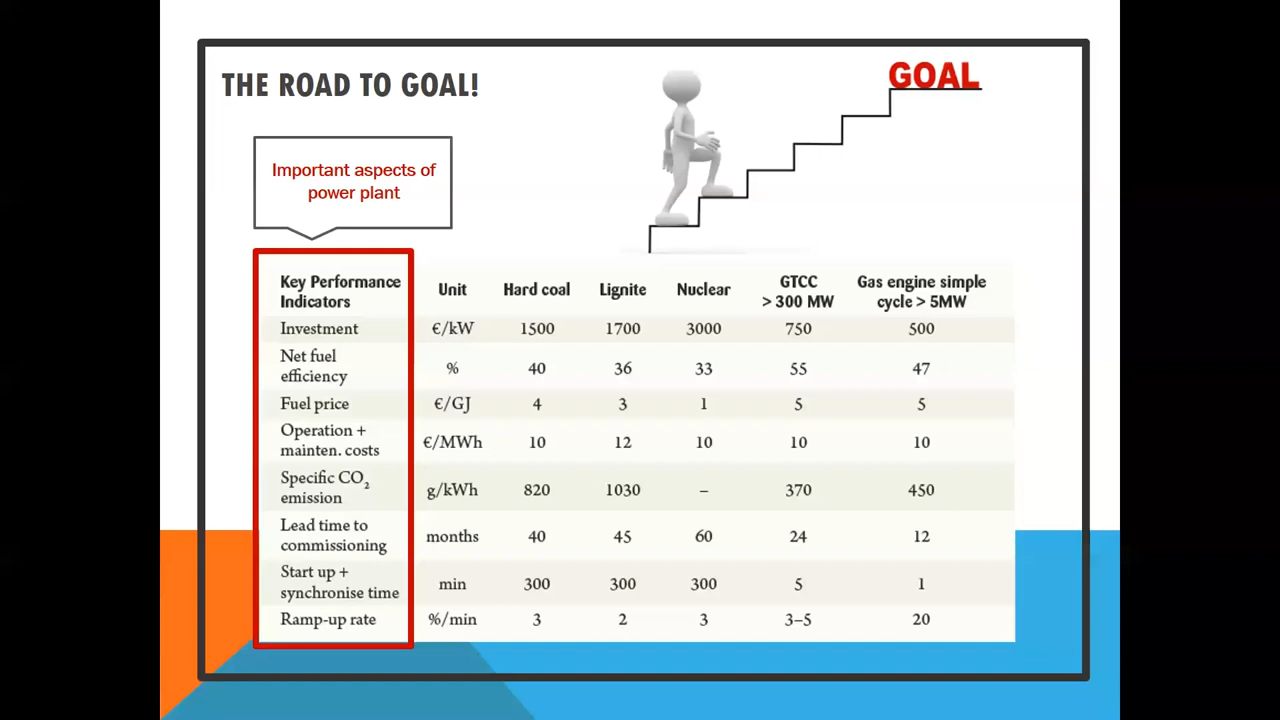 THE ROAD TO GOAL!
GOAL
Important aspects of
power plant
Key Performance Indicators Unit Hard coal Lignite Nuclear GTCC > 300 MW Gas engine simple cycle > 5MW
Investment €/kW 1500 1700 3000 750 500
Net fuel efficiency % 40 36 33 55 47
Fuel price €/GJ 4 3 1 5 5
Operation + mainten. costs €/MWh 10 12 10 10 10
Specific CO₂ emission g/kWh 820 1030 – 370 450
Lead time to commissioning months 40 45 60 24 12
Start up + synchronise time min 300 300 300 5 1
Ramp-up rate %/min 3 2 3 3–5 20